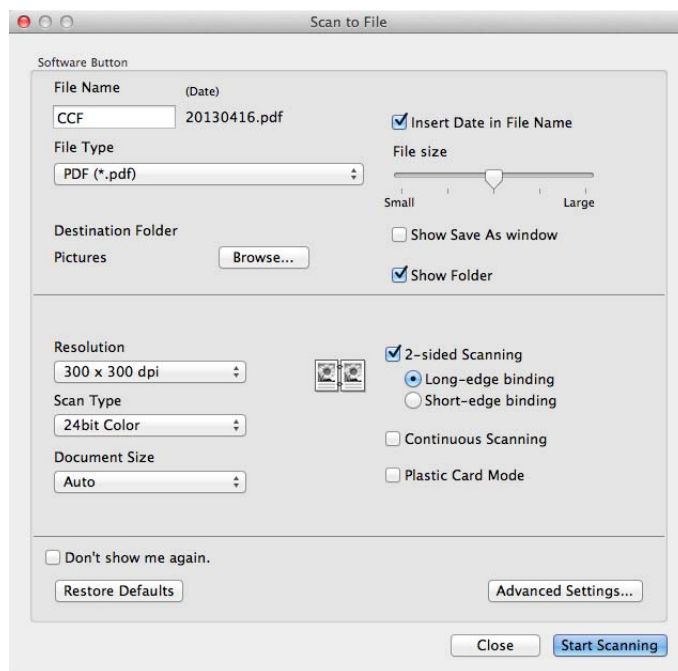 Scan to File
Software Button
File Name
(Date)
CCF
20130416.pdf
Insert Date in File Name
File Type
File size
PDF (*.pdf)
Small
Large
Destination Folder
Show Save As window
Pictures
Browse...
Show Folder
Resolution
2-sided Scanning
300 x 300 dpi
Long-edge binding
Scan Type
Short-edge binding
24bit Color
Continuous Scanning
Document Size
Auto
Plastic Card Mode
Don't show me again.
Restore Defaults
Advanced Settings...
Close
Start Scanning